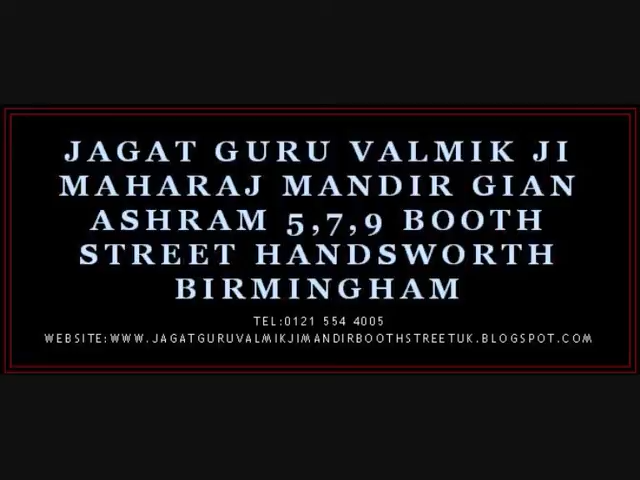 JAGAT GURU VALMIK JI
MAHARAJ MANDIR GIAN
ASHRAM 5,7,9 BOOTH
STREET HANDSWORTH
BIRMINGHAM
TEL:0121 554 4005
WEBSITE:WWW.JAGATGURUVALMIKJIMANDIRBOOTHSTREETUK.BLOGSPOT.COM